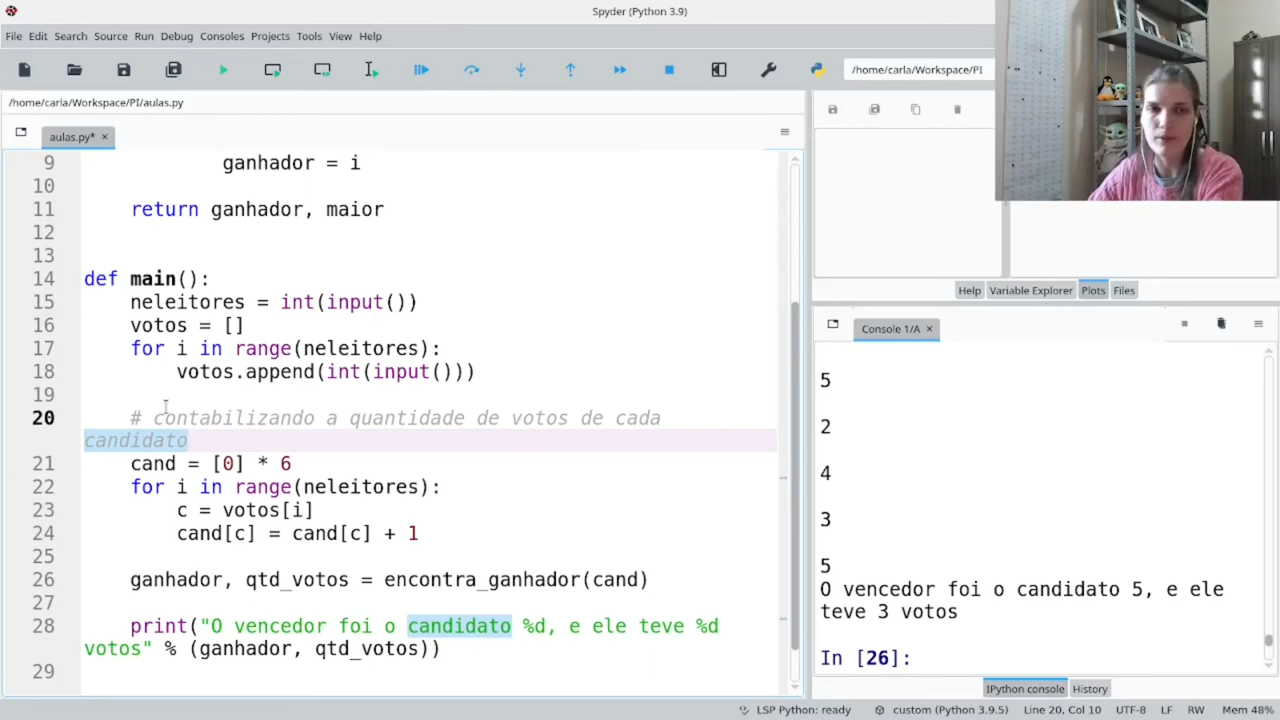 Spyder (Python 3.9)
File Edit Search Source Run Debug Consoles Projects Tools View Help
/home/carla/Workspace/PI
/home/carla/Workspace/PI/aulas.py
aulas.py*
9 ganhador = i
10
11 return ganhador, maior
12
13
14 def main():
15 neleitores = int(input())
16 votos = []
17 for i in range(neleitores):
18 votos.append(int(input()))
19
20 # contabilizando a quantidade de votos de cada
candidato
21 cand = [0] * 6
22 for i in range(neleitores):
23 c = votos[i]
24 cand[c] = cand[c] + 1
25
26 ganhador, qtd_votos = encontra_ganhador(cand)
27
28 print("O vencedor foi o candidato %d, e ele teve %d
votos" % (ganhador, qtd_votos))
29
Help Variable Explorer Plots Files
Console 1/A
5
2
4
3
5
O vencedor foi o candidato 5, e ele
teve 3 votos
In [26]:
IPython console History
LSP Python: ready custom (Python 3.9.5) Line 20, Col 10 UTF-8 LF RW Mem 48%